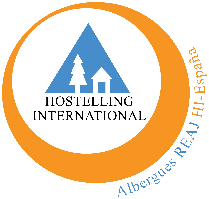 HOSTELLING
INTERNATIONAL
Albergues REAJ HI-España